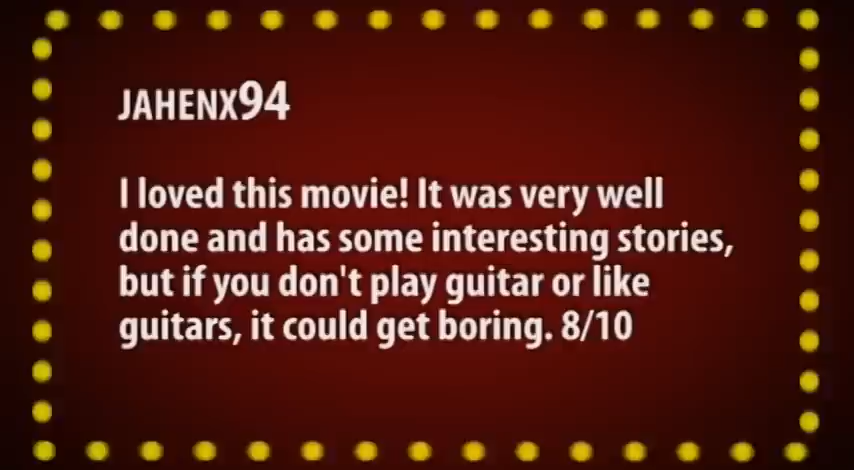 JAHENX94
I loved this movie! It was very well
done and has some interesting stories,
but if you don't play guitar or like
guitars, it could get boring. 8/10